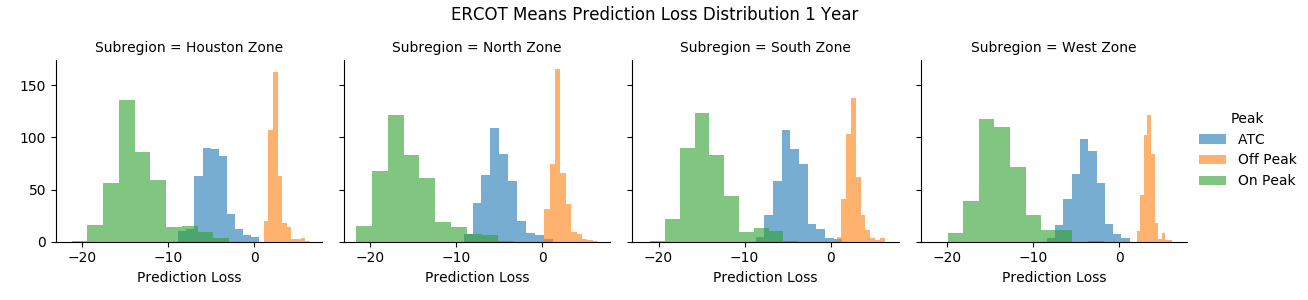 ERCOT Means Prediction Loss Distribution 1 Year
Subregion = Houston Zone
Subregion = North Zone
Subregion = South Zone
Subregion = West Zone
150
100
50
0
−20 −10 0
−20 −10 0
−20 −10 0
−20 −10 0
Prediction Loss
Prediction Loss
Prediction Loss
Prediction Loss
Peak
ATC
Off Peak
On Peak